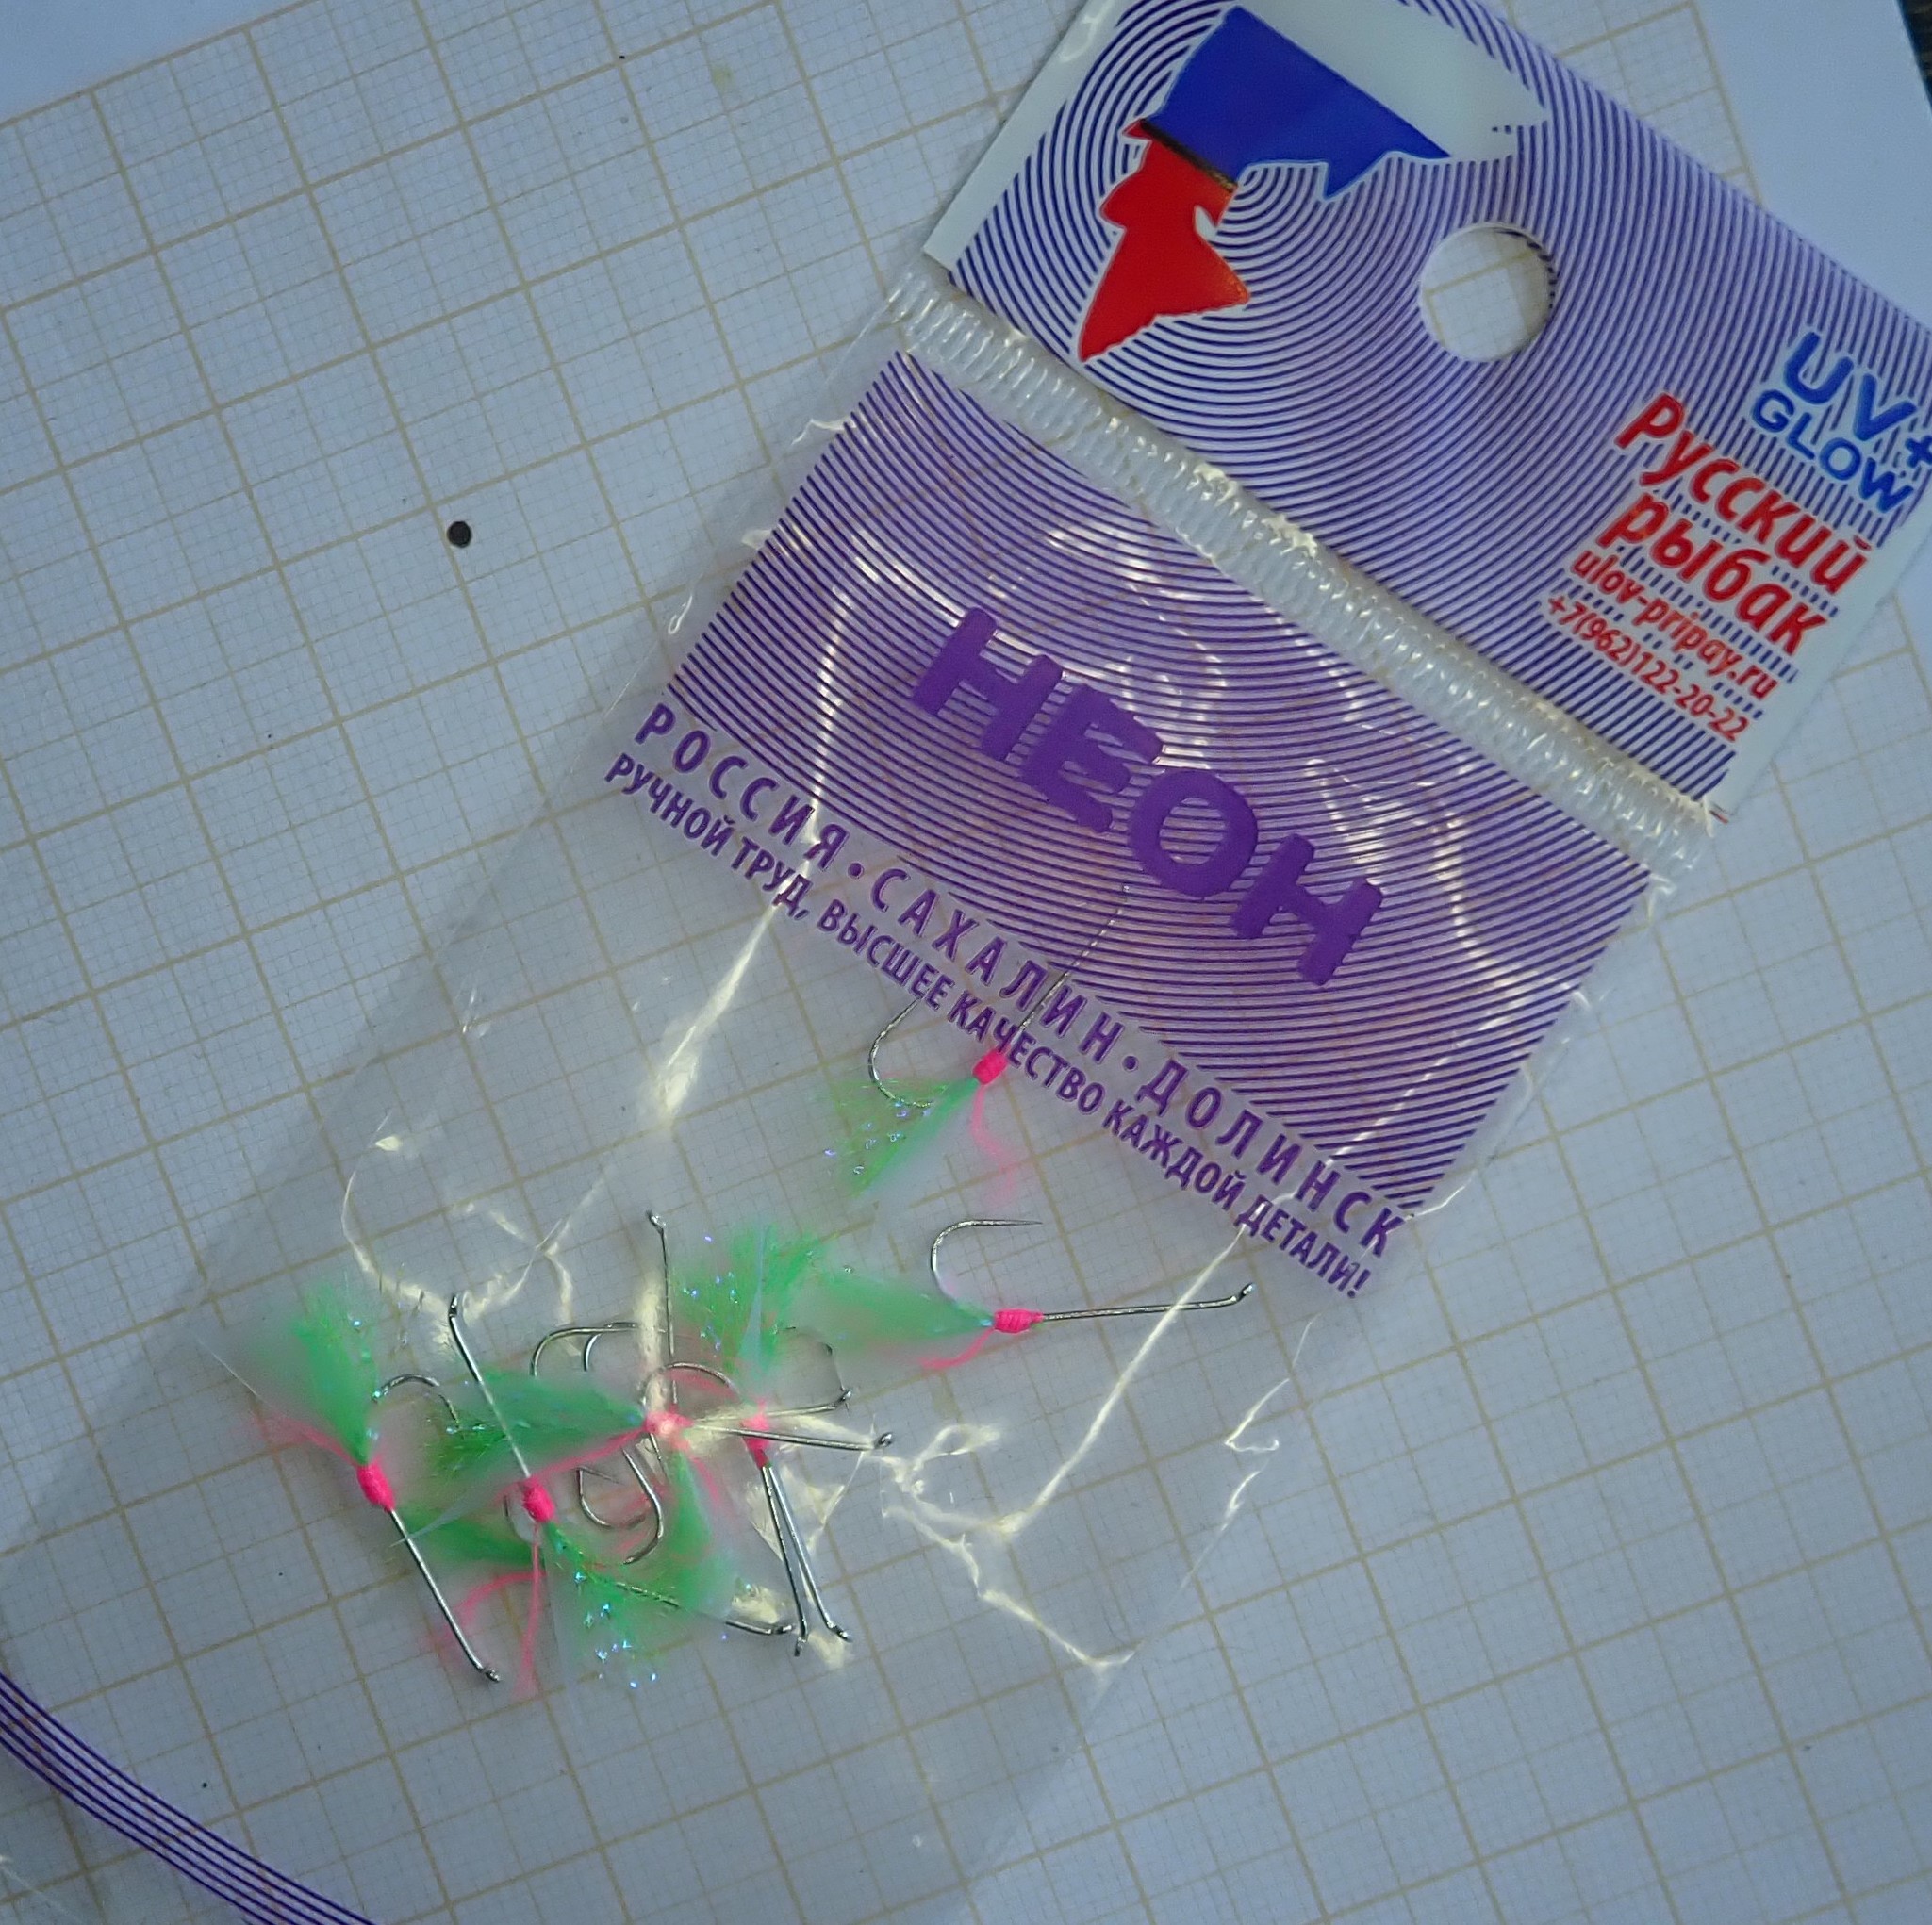 UV+
GLOW
Русский
рыбак
ulov-pripay.ru
+7(962)122-20-22
НЕОН
РОССИЯ • САХАЛИН • ДОЛИНСК
РУЧНОЙ ТРУД, ВЫСШЕЕ КАЧЕСТВО КАЖДОЙ ДЕТАЛИ!